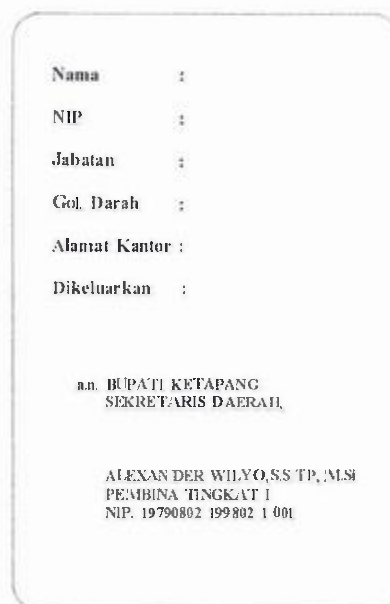 Nama :
NIP :
Jabatan :
Gol. Darah :
Alamat Kantor :
Dikeluarkan :
a.n. BUPATI KETAPANG
SEKRETARIS DAERAH,
ALEXANDER WILYO, S.STP, M.Si
PEMBINA TINGKAT I
NIP. 19790802 199802 1 001